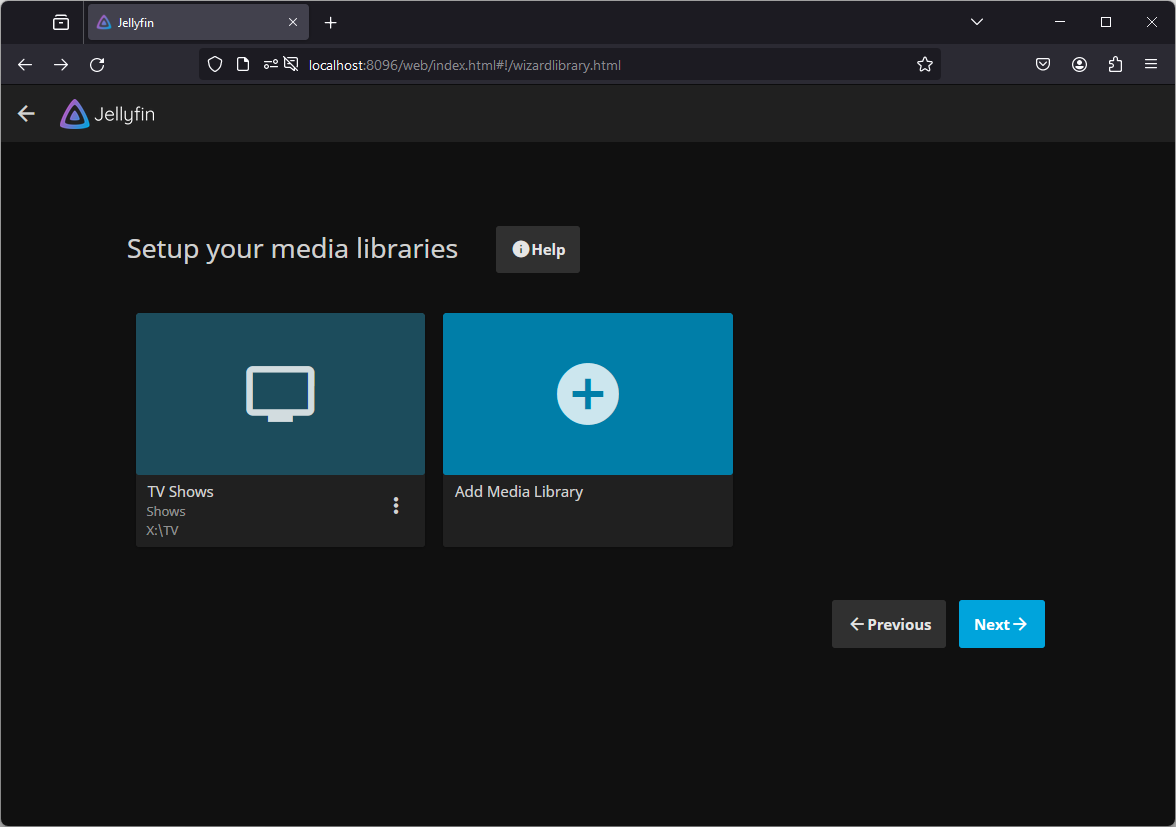 Jellyfin
localhost:8096/web/index.html#!/wizardlibrary.html
Jellyfin
Setup your media libraries
Help
TV Shows
Shows
X:\TV
Add Media Library
Previous
Next